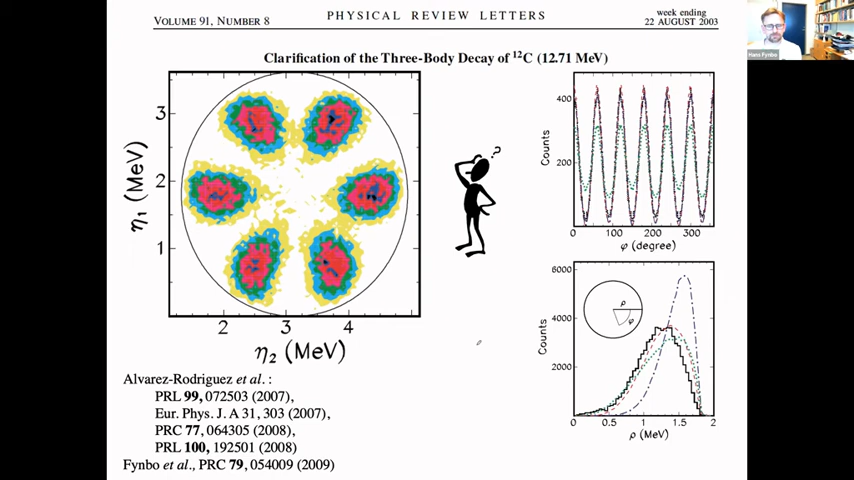 VOLUME 91, NUMBER 8
PHYSICAL REVIEW LETTERS
week ending
22 AUGUST 2003
Hans Fynbo
Clarification of the Three-Body Decay of ¹²C (12.71 MeV)
η₁ (MeV)
3
2
1
2 3 4
η₂ (MeV)
?
Counts
400
200
0 100 200 300
φ (degree)
Counts
6000
4000
2000
ρ
φ
0 0.5 1 1.5 2
ρ (MeV)
Alvarez-Rodriguez et al.:
PRL 99, 072503 (2007),
Eur. Phys. J. A 31, 303 (2007),
PRC 77, 064305 (2008),
PRL 100, 192501 (2008)
Fynbo et al., PRC 79, 054009 (2009)